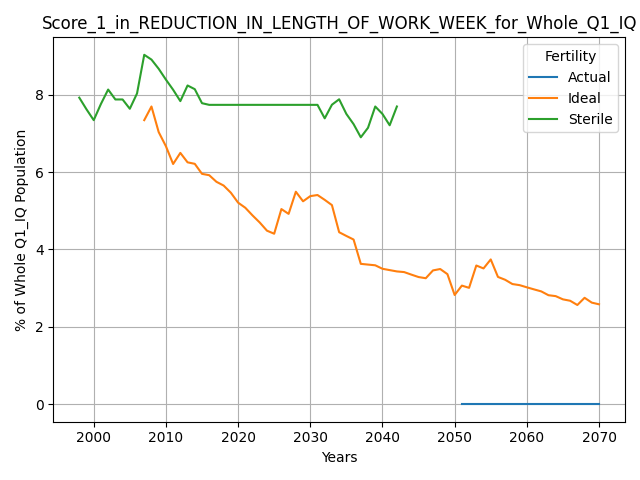 Score_1_in_REDUCTION_IN_LENGTH_OF_WORK_WEEK_for_Whole_Q1_IQ
Fertility
Actual
Ideal
Sterile
% of Whole Q1_IQ Population
8
6
4
2
0
2000 2010 2020 2030 2040 2050 2060 2070
Years